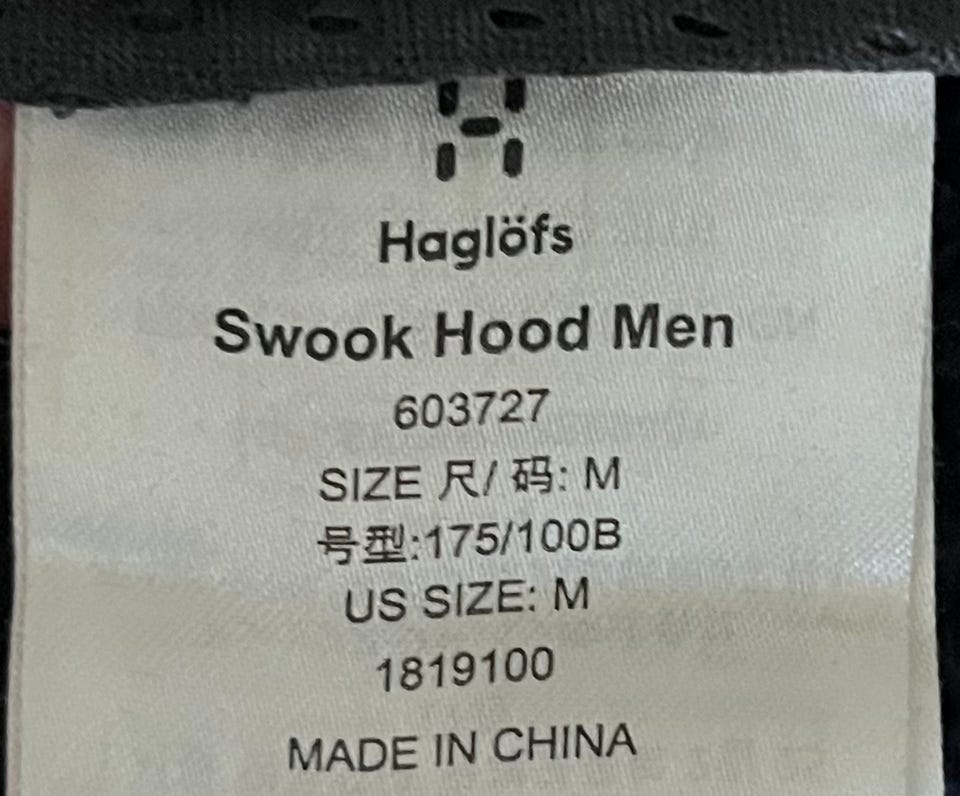 Haglöfs
Swook Hood Men
603727
SIZE 尺/ 码: M
号型:175/100B
US SIZE: M
1819100
MADE IN CHINA